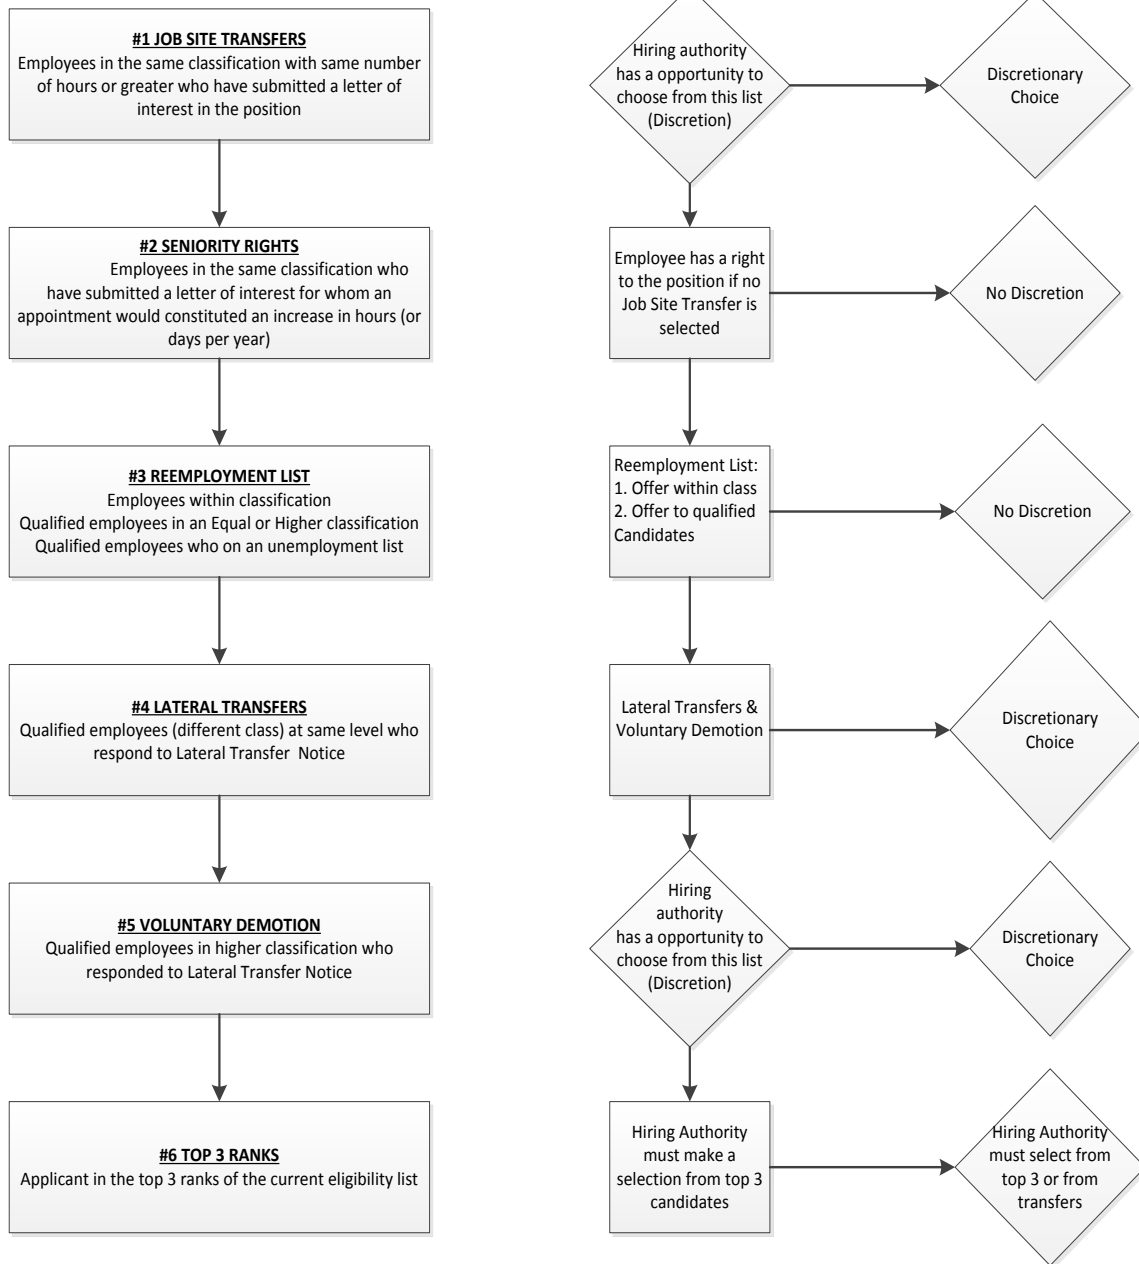 #1 JOB SITE TRANSFERS
Employees in the same classification with same number
of hours or greater who have submitted a letter of
interest in the position
Hiring authority
has a opportunity to
choose from this list
(Discretion)
Discretionary
Choice
#2 SENIORITY RIGHTS
Employees in the same classification who
have submitted a letter of interest for whom an
appointment would constituted an increase in hours (or
days per year)
Employee has a right
to the position if no
Job Site Transfer is
selected
No Discretion
#3 REEMPLOYMENT LIST
Employees within classification
Qualified employees in an Equal or Higher classification
Qualified employees who on an unemployment list
Reemployment List:
1. Offer within class
2. Offer to qualified
Candidates
No Discretion
#4 LATERAL TRANSFERS
Qualified employees (different class) at same level who
respond to Lateral Transfer Notice
Lateral Transfers &
Voluntary Demotion
Discretionary
Choice
#5 VOLUNTARY DEMOTION
Qualified employees in higher classification who
responded to Lateral Transfer Notice
Hiring
authority
has a opportunity to
choose from this list
(Discretion)
Discretionary
Choice
#6 TOP 3 RANKS
Applicant in the top 3 ranks of the current eligibility list
Hiring Authority
must make a
selection from top 3
candidates
Hiring Authority
must select from
top 3 or from
transfers